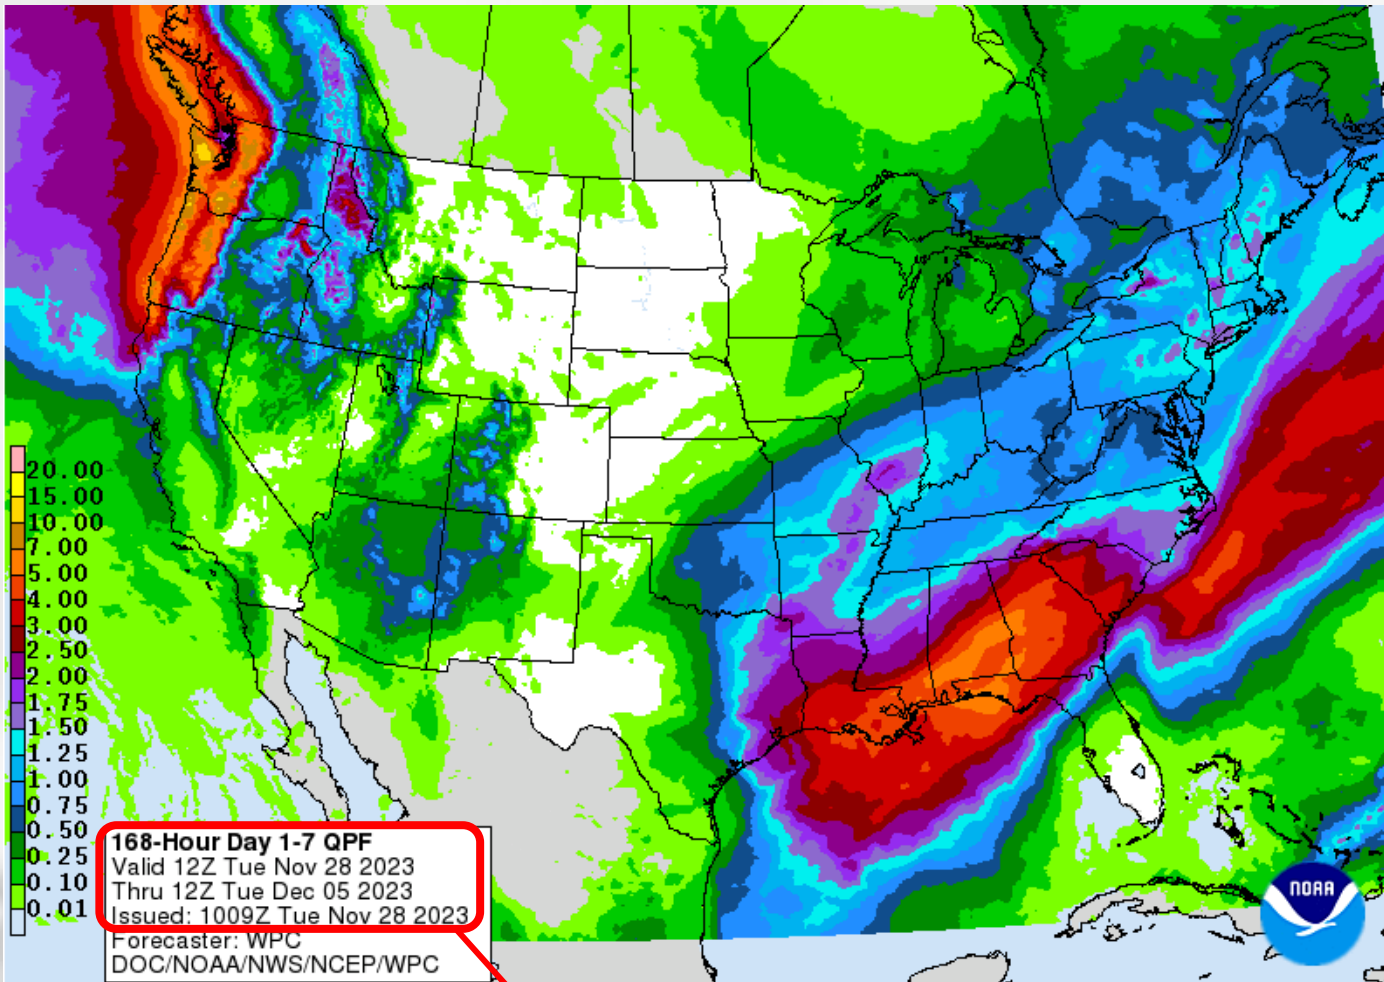 20.00
15.00
10.00
7.00
5.00
4.00
3.00
2.50
2.00
1.75
1.50
1.25
1.00
0.75
0.50
0.25
0.10
0.01
168-Hour Day 1-7 QPF
Valid 12Z Tue Nov 28 2023
Thru 12Z Tue Dec 05 2023
Issued: 1009Z Tue Nov 28 2023
Forecaster: WPC
DOC/NOAA/NWS/NCEP/WPC
NOAA